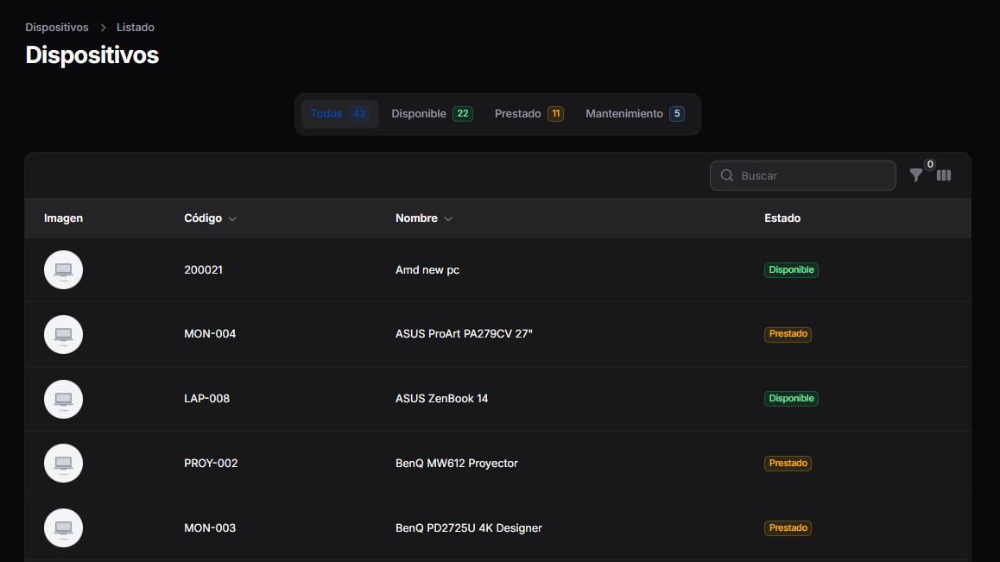 Dispositivos > Listado
Dispositivos
Todos 43 Disponible 22 Prestado 11 Mantenimiento 5
Buscar 0
Imagen Código Nombre Estado
200021 Amd new pc Disponible
MON-004 ASUS ProArt PA279CV 27" Prestado
LAP-008 ASUS ZenBook 14 Disponible
PROY-002 BenQ MW612 Proyector Prestado
MON-003 BenQ PD2725U 4K Designer Prestado